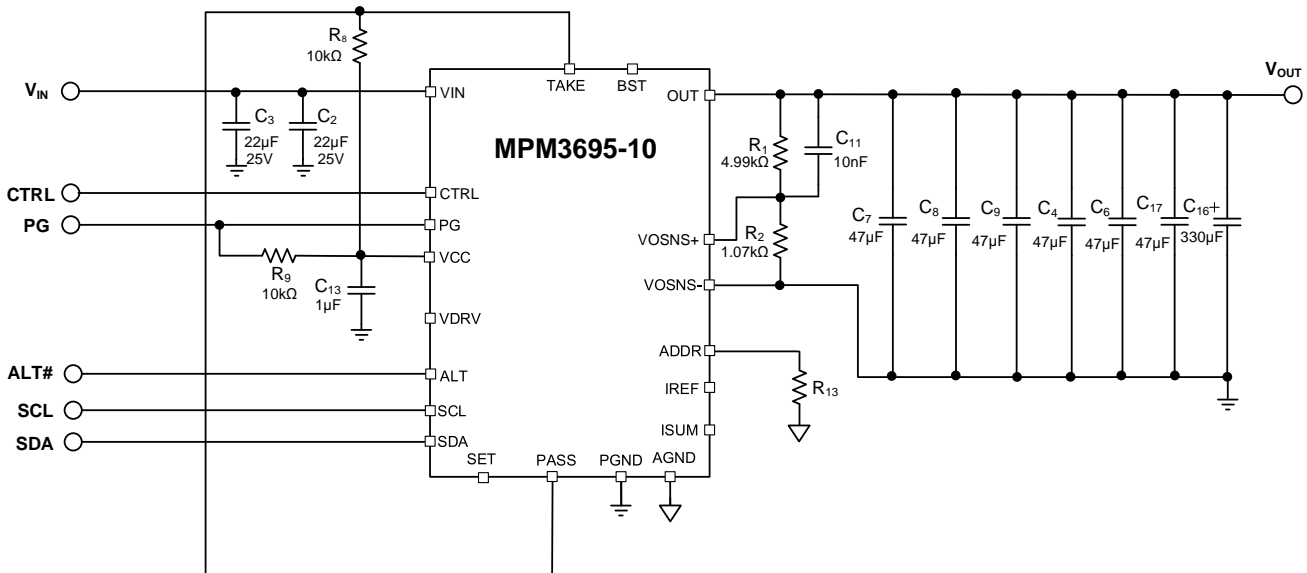 R8
10kΩ
VIN
C3
22µF
25V
C2
22µF
25V
CTRL
PG
R9
10kΩ
C13
1µF
ALT#
SCL
SDA
TAKE
BST
VIN
OUT
MPM3695-10
CTRL
PG
VCC
VOSNS+
VOSNS-
VDRV
ADDR
ALT
IREF
SCL
ISUM
SDA
SET
PASS
PGND
AGND
R1
4.99kΩ
C11
10nF
R2
1.07kΩ
R13
C7
47µF
C8
47µF
C9
47µF
C4
47µF
C6
47µF
C17
47µF
C16+
330µF
VOUT